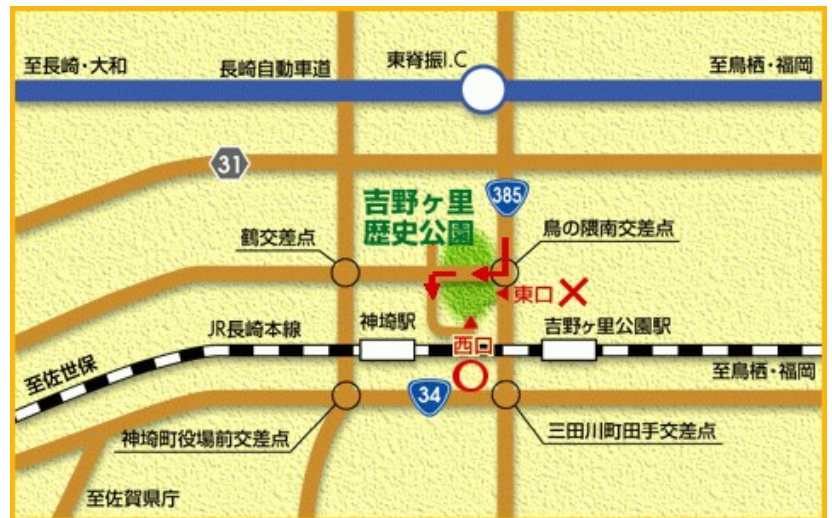 至長崎・大和
長崎自動車道
東脊振I.C
至鳥栖・福岡
31
385
吉野ヶ里
歴史公園
鶴交差点
鳥の隈南交差点
東口
JR長崎本線
神埼駅
吉野ヶ里公園駅
西口
至佐世保
至鳥栖・福岡
34
神埼町役場前交差点
三田川町田手交差点
至佐賀県庁